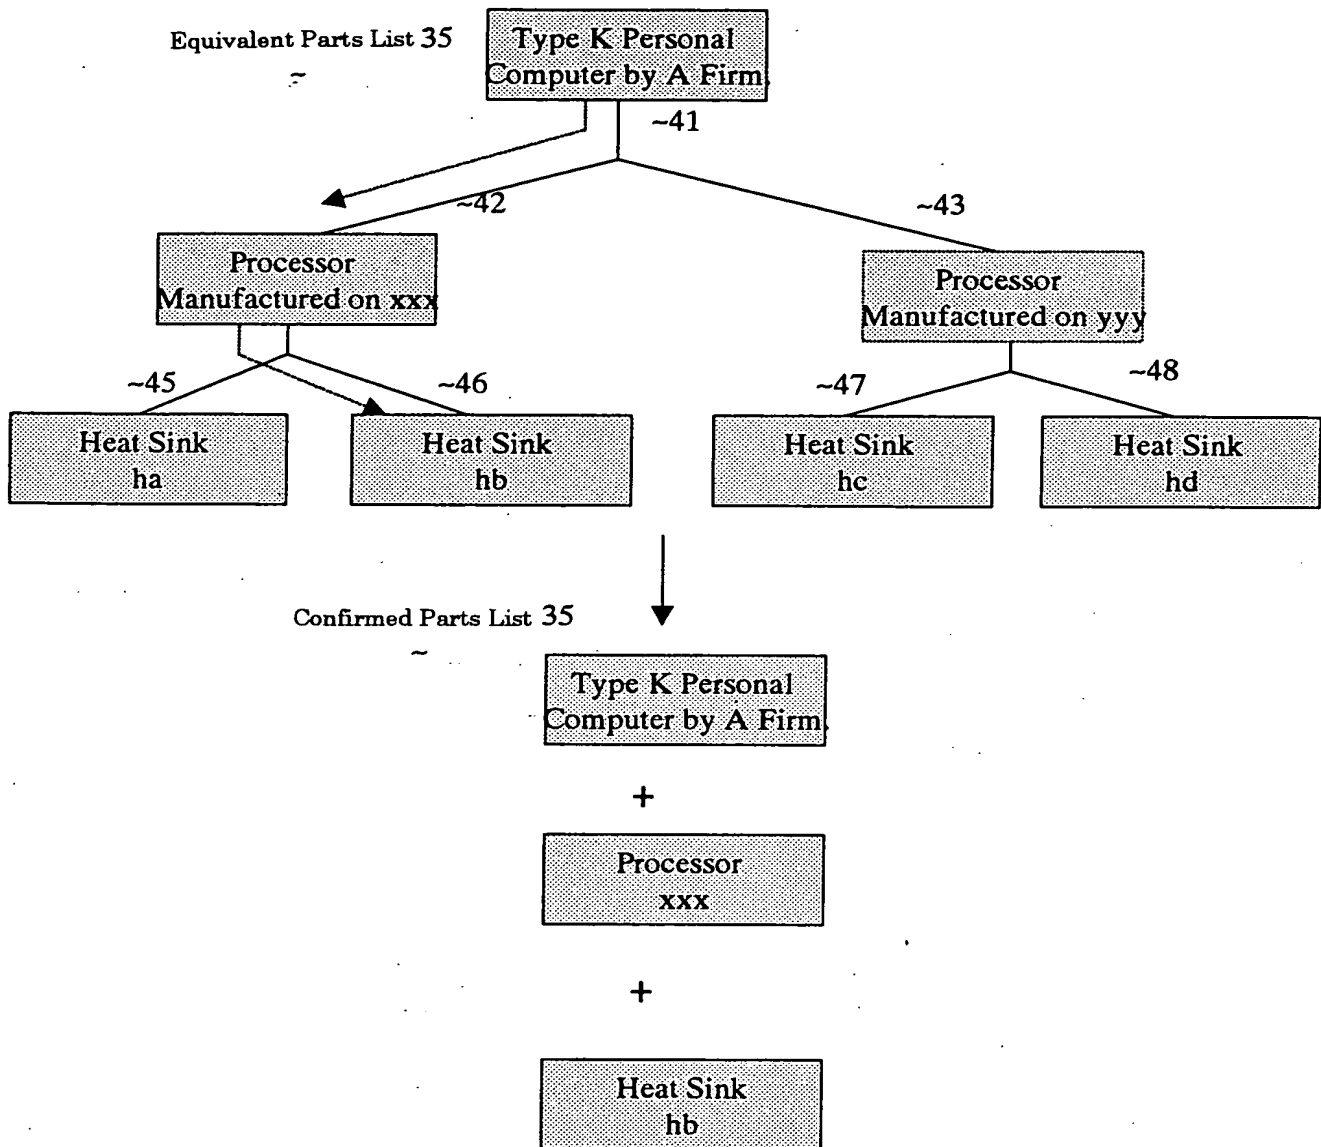 Equivalent Parts List 35
~
Type K Personal
Computer by A Firm.
~41
~42
~43
Processor
Manufactured on xxx
Processor
Manufactured on yyy
~45
~46
~47
~48
Heat Sink
ha
Heat Sink
hb
Heat Sink
hc
Heat Sink
hd
Confirmed Parts List 35
~
Type K Personal
Computer by A Firm.
+
Processor
xxx
+
Heat Sink
hb